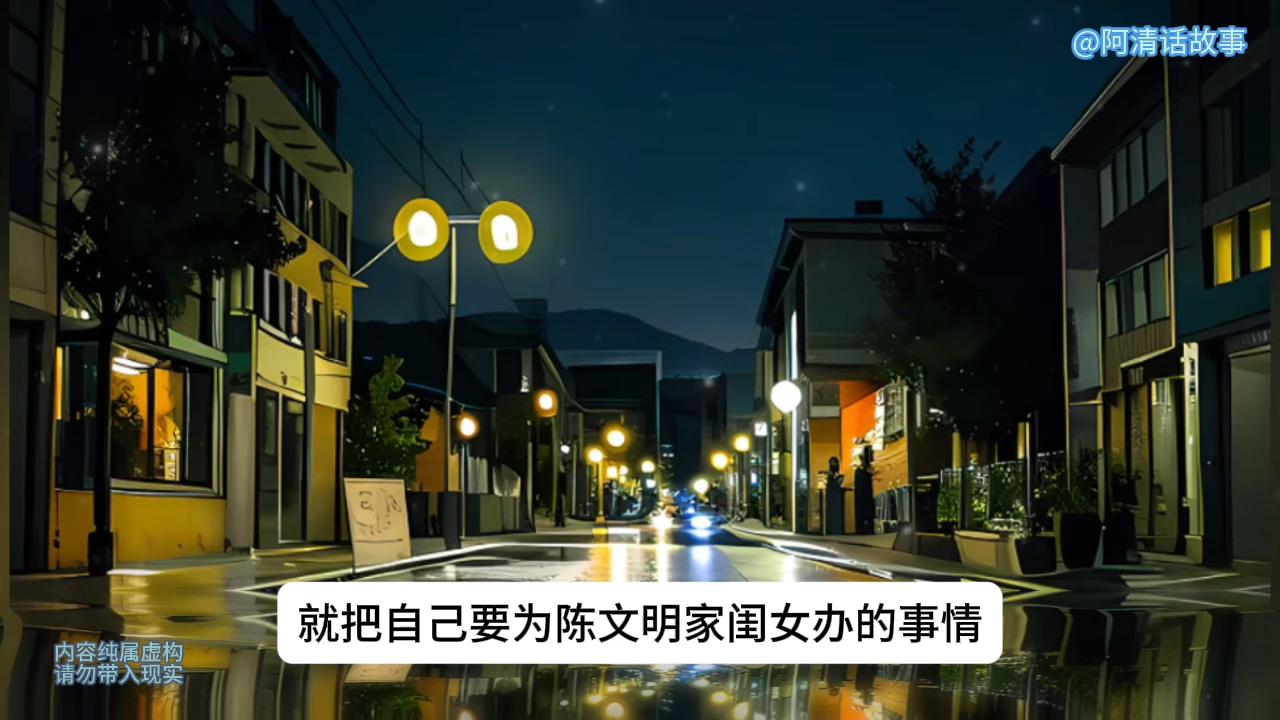 @阿清话故事
就把自己要为陈文明家闺女办的事情
内容纯属虚构
请勿带入现实